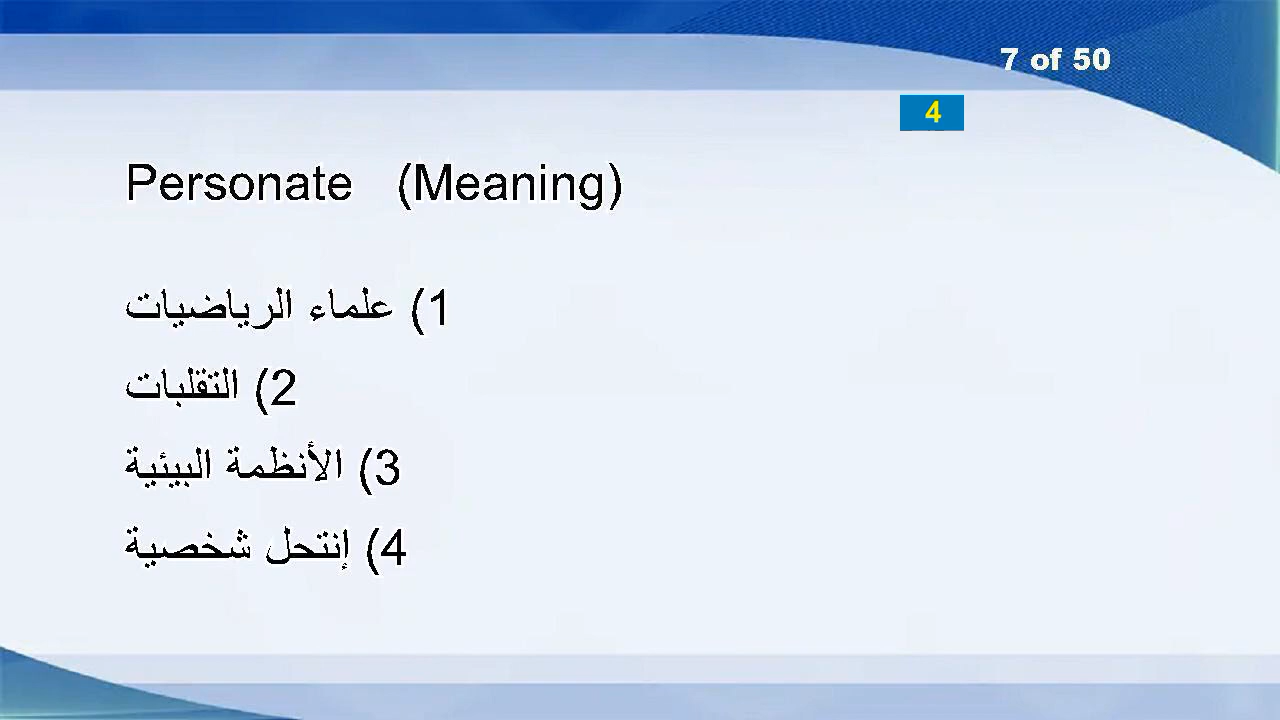 7 of 50
4
Personate (Meaning)
1) علماء الرياضيات
2) التقلبات
3) الأنظمة البيئية
4) إنتحل شخصية